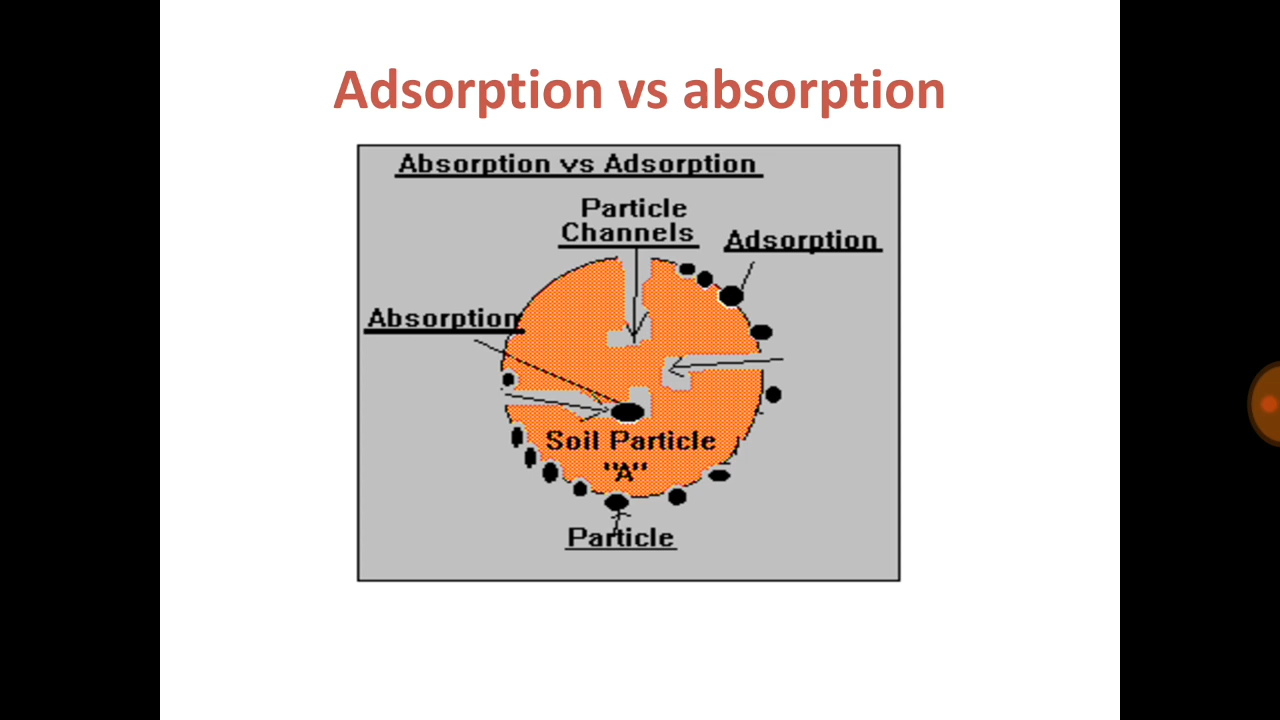 Adsorption vs absorption
Absorption vs Adsorption
Particle
Channels
Adsorption
Absorption
Soil Particle
"A"
Particle